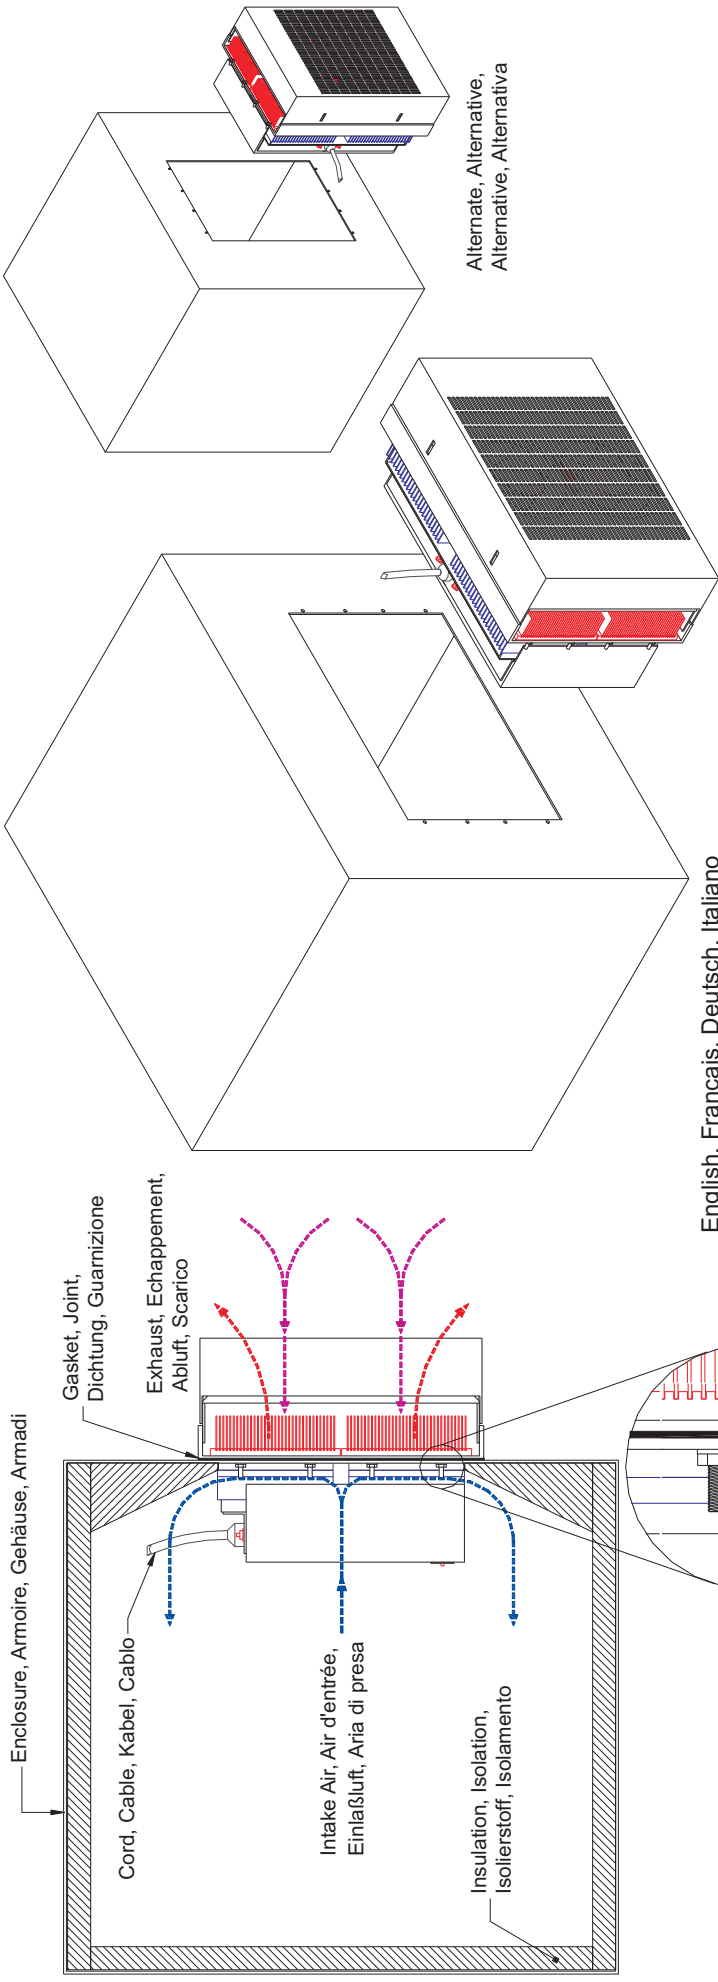 Enclosure, Armoire, Gehäuse, Armadi
Gasket, Joint,
Dichtung, Guarnizione
Cord, Cable, Kabel, Cablo
Exhaust, Echappement,
Abluft, Scarico
Intake Air, Air d'entrée,
Einlaßluft, Aria di presa
Insulation, Isolation,
Isolierstoff, Isolamento
Alternate, Alternative,
Alternative, Alternativa
English, Francais, Deutsch, Italiano